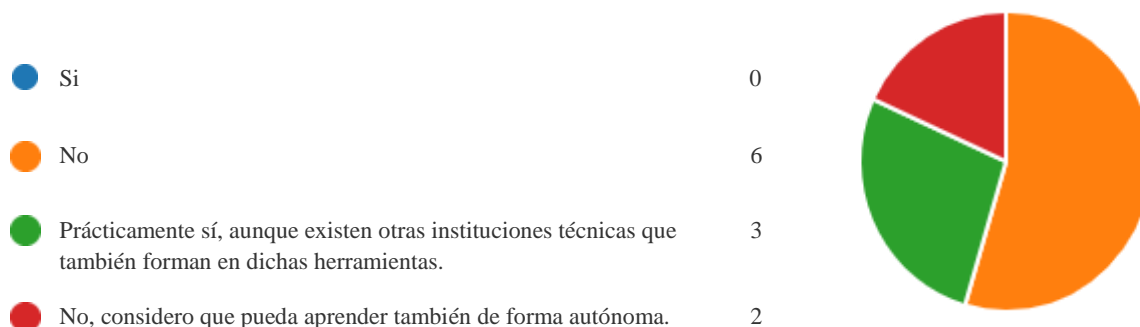 Si 0
No 6
Prácticamente sí, aunque existen otras instituciones técnicas que 3
también forman en dichas herramientas.
No, considero que pueda aprender también de forma autónoma. 2